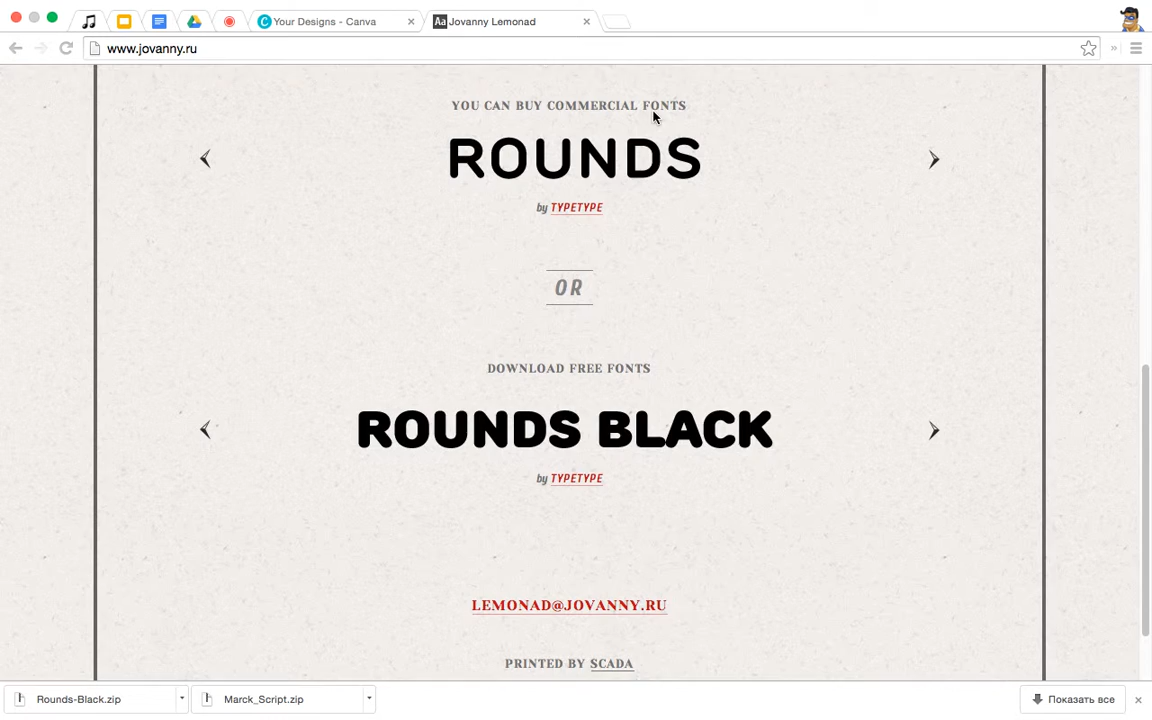 Your Designs - Canva
Aa Jovanny Lemonad
www.jovanny.ru
YOU CAN BUY COMMERCIAL FONTS
ROUNDS
by TYPETYPE
OR
DOWNLOAD FREE FONTS
ROUNDS BLACK
by TYPETYPE
LEMONAD@JOVANNY.RU
PRINTED BY SCADA
Rounds-Black.zip
Marck_Script.zip
Показать все